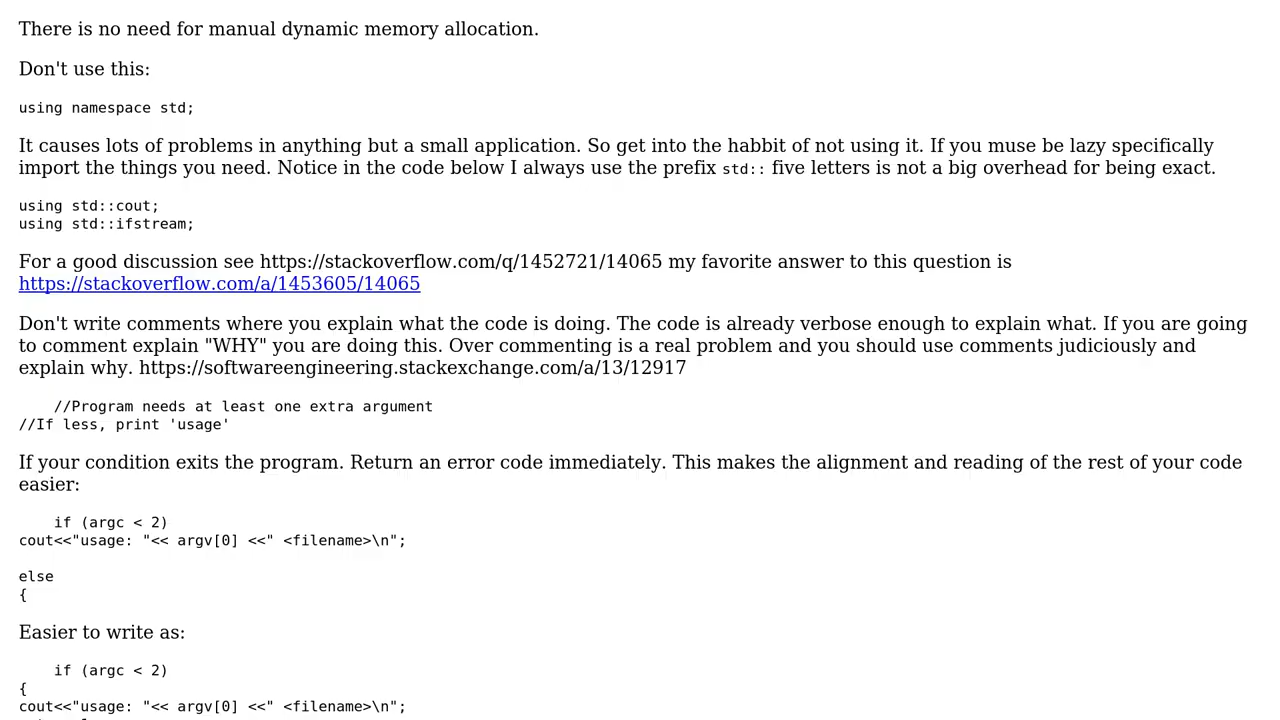 There is no need for manual dynamic memory allocation.
Don't use this:
using namespace std;
It causes lots of problems in anything but a small application. So get into the habbit of not using it. If you muse be lazy specifically
import the things you need. Notice in the code below I always use the prefix std:: five letters is not a big overhead for being exact.
using std::cout;
using std::ifstream;
For a good discussion see https://stackoverflow.com/q/1452721/14065 my favorite answer to this question is
https://stackoverflow.com/a/1453605/14065
Don't write comments where you explain what the code is doing. The code is already verbose enough to explain what. If you are going
to comment explain "WHY" you are doing this. Over commenting is a real problem and you should use comments judiciously and
explain why. https://softwareengineering.stackexchange.com/a/13/12917
//Program needs at least one extra argument
//If less, print 'usage'
If your condition exits the program. Return an error code immediately. This makes the alignment and reading of the rest of your code
easier:
if (argc < 2)
cout<<"usage: "<< argv[0] <<" <filename>\n";
else
{
Easier to write as:
if (argc < 2)
{
cout<<"usage: "<< argv[0] <<" <filename>\n";